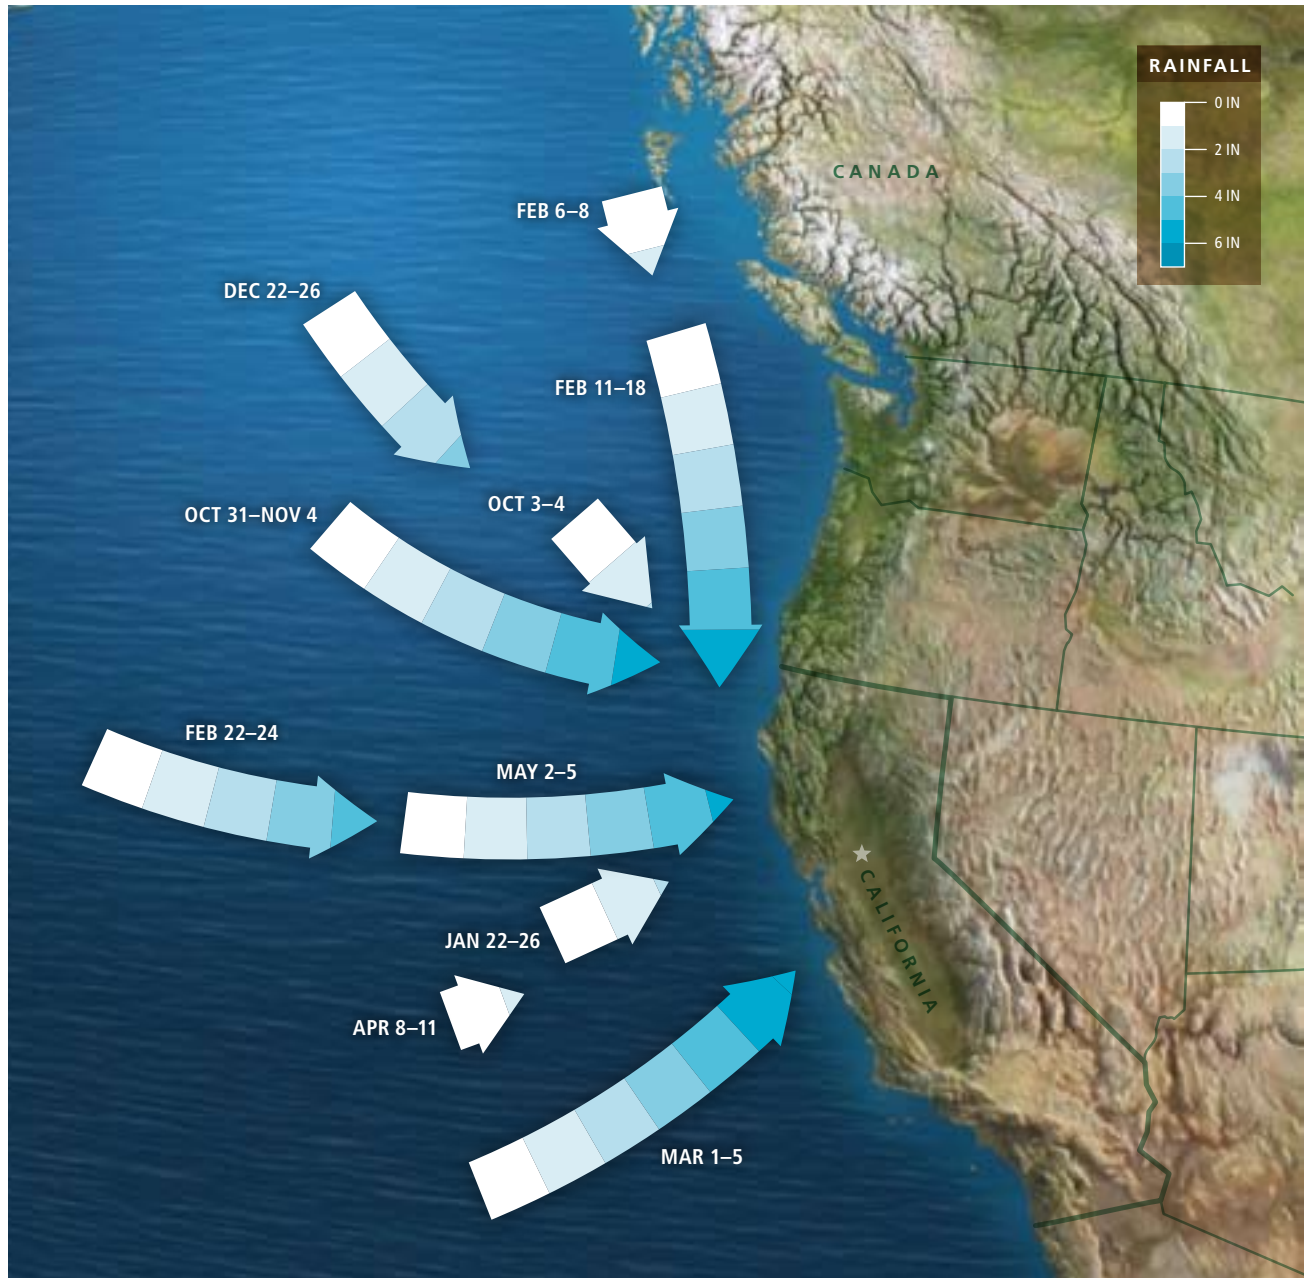 RAINFALL
0 IN
2 IN
4 IN
6 IN
CANADA
FEB 6–8
DEC 22–26
FEB 11–18
OCT 3–4
OCT 31–NOV 4
FEB 22–24
MAY 2–5
CALIFORNIA
JAN 22–26
APR 8–11
MAR 1–5